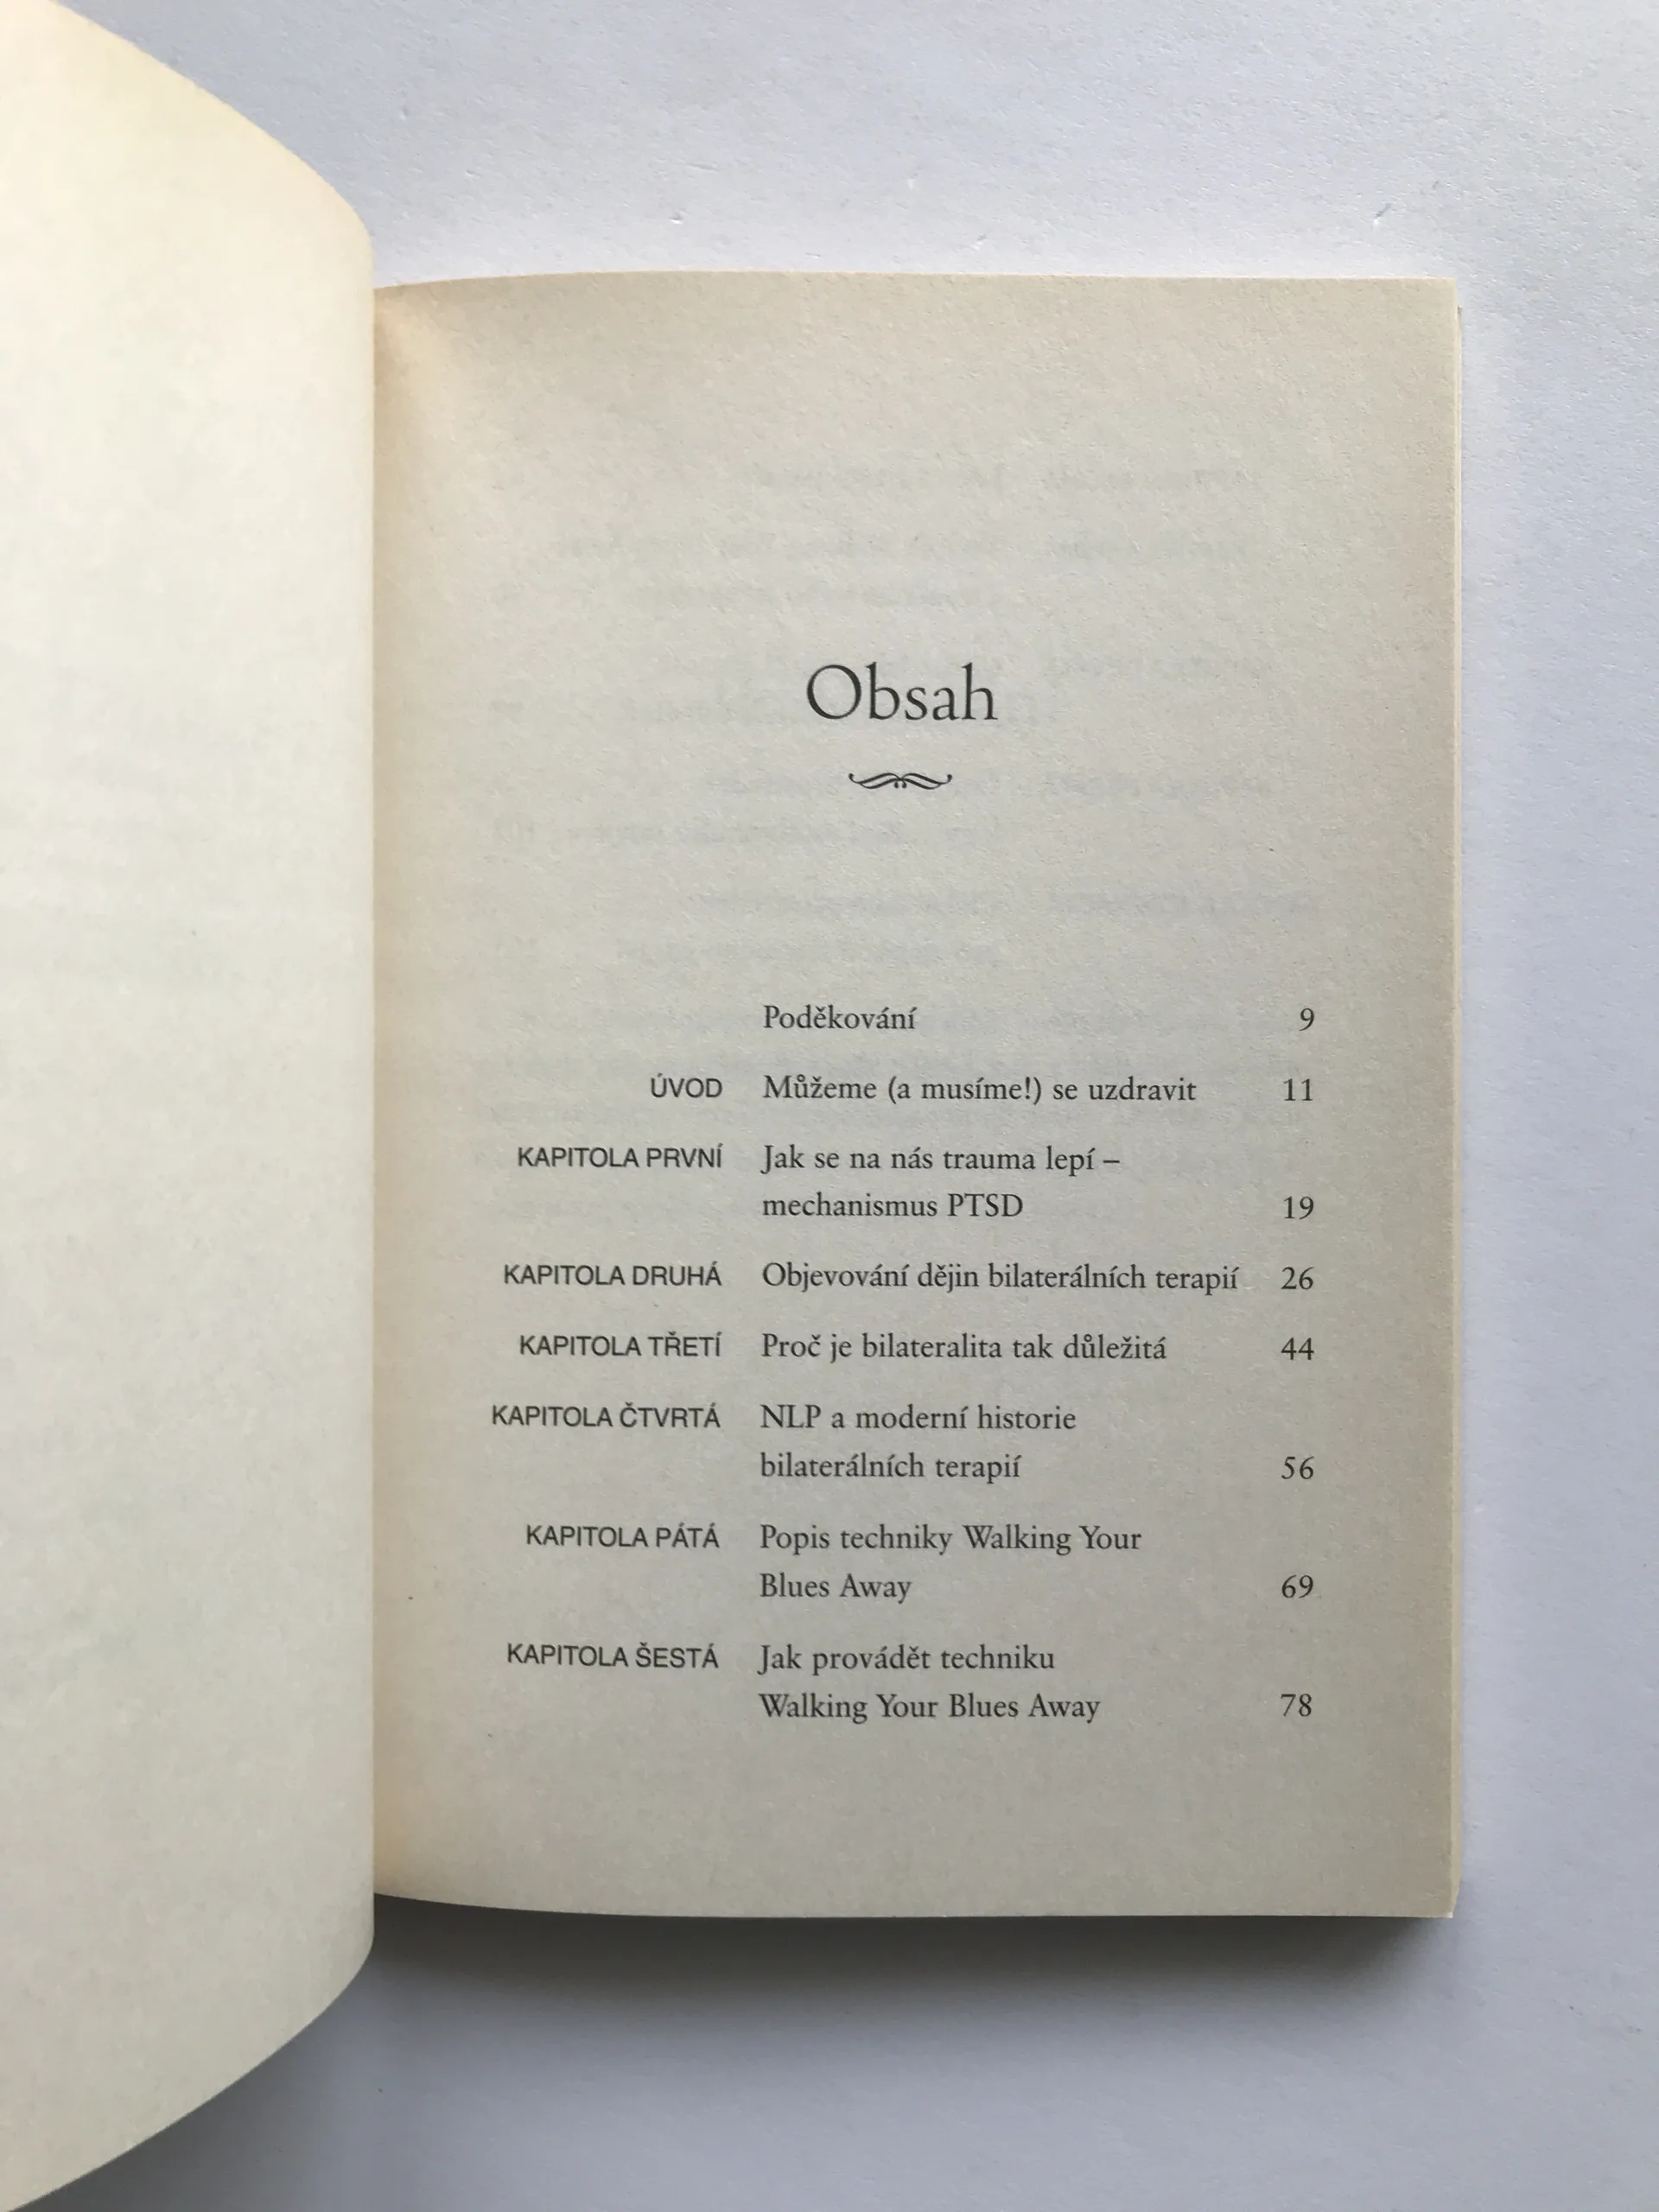 Obsah
Poděkování 9
ÚVOD Můžeme (a musíme!) se uzdravit 11
KAPITOLA PRVNÍ Jak se na nás trauma lepí –
mechanismus PTSD 19
KAPITOLA DRUHÁ Objevování dějin bilaterálních terapií 26
KAPITOLA TŘETÍ Proč je bilateralita tak důležitá 44
KAPITOLA ČTVRTÁ NLP a moderní historie
bilaterálních terapií 56
KAPITOLA PÁTÁ Popis techniky Walking Your
Blues Away 69
KAPITOLA ŠESTÁ Jak provádět techniku
Walking Your Blues Away 78